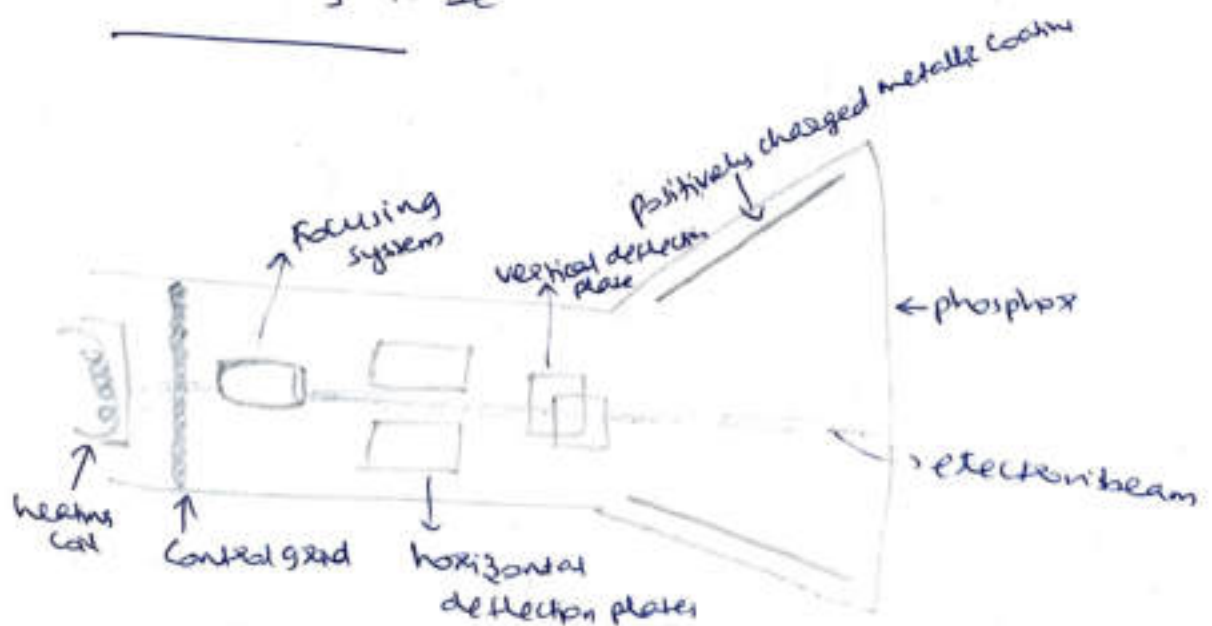 Positively charged metallic coating
Focusing
system
vertical deflection
plate
← phosphor
electron beam
heating
coil
Control grid
horizontal
deflection plates